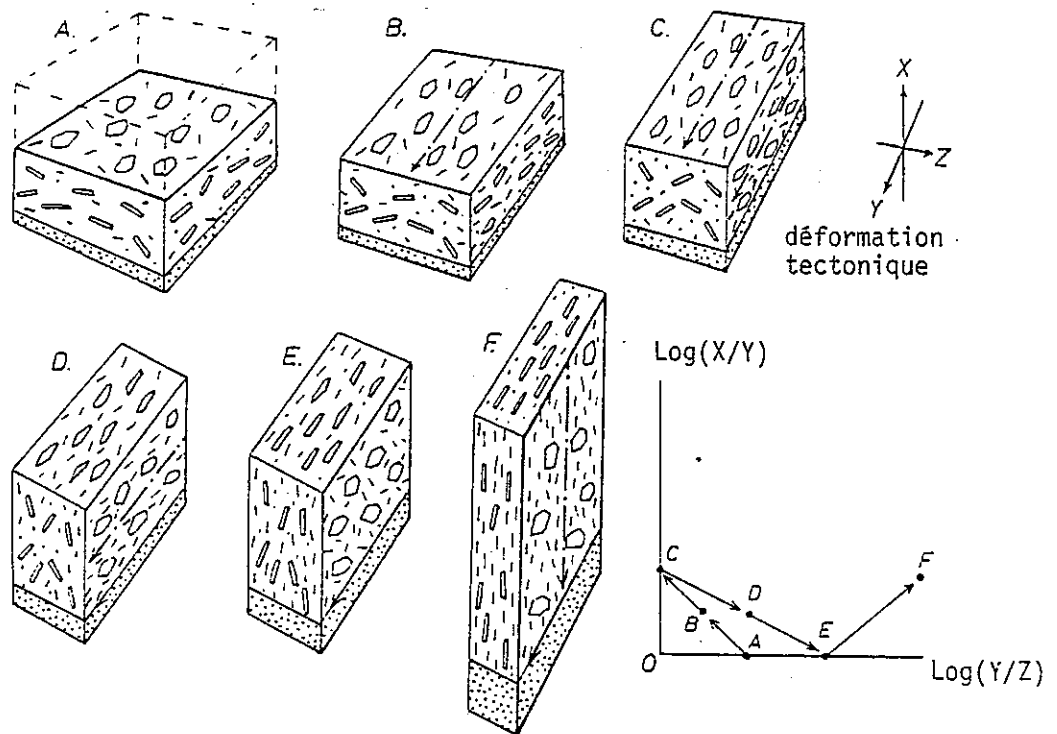 A.
B.
C.
X
Z
Y
déformation
tectonique
D.
E.
F.
Log(X/Y)
C
D
B
F
A
E
O
Log(Y/Z)